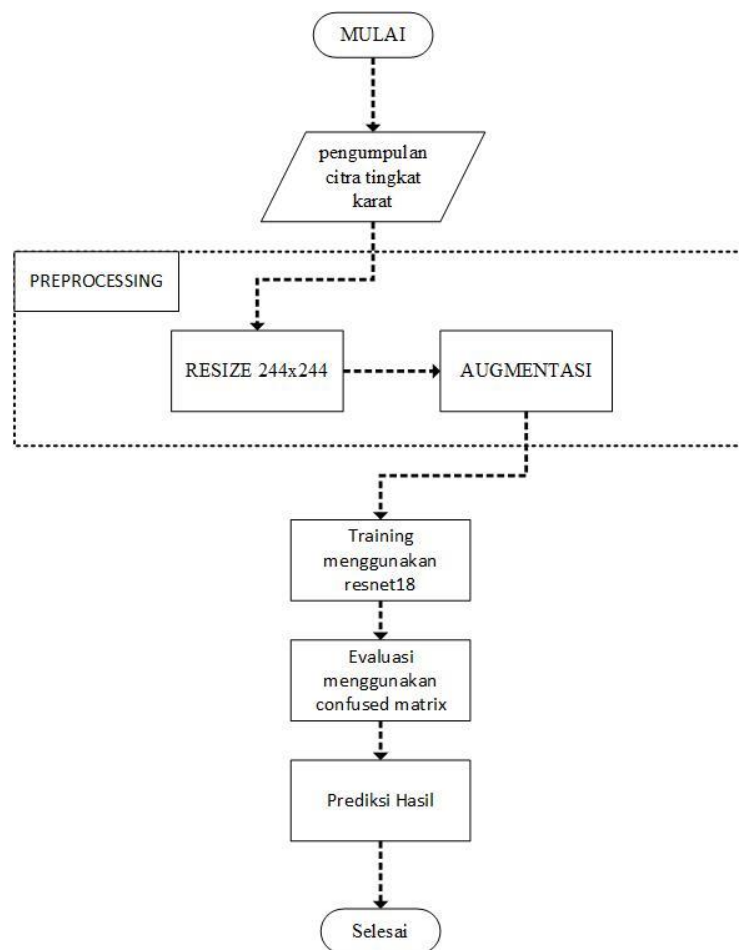 MULAI
pengumpulan
citra tingkat
karat
PREPROCESSING
RESIZE 244x244
AUGMENTASI
Training
menggunakan
resnet18
Evaluasi
menggunakan
confused matrix
Prediksi Hasil
Selesai